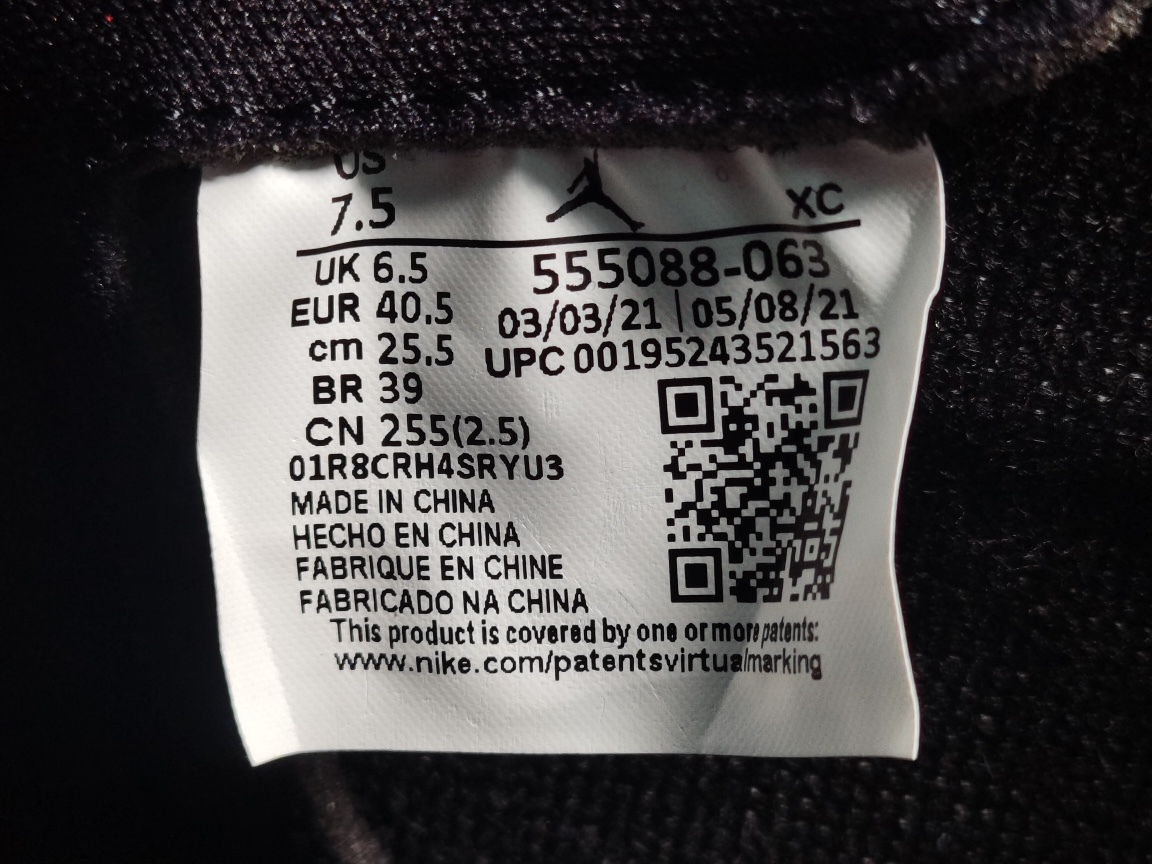 US
7.5
XC
UK 6.5
555088-063
EUR 40.5
03/03/21 | 05/08/21
cm 25.5
UPC 00195243521563
BR 39
CN 255(2.5)
01R8CRH4SRYU3
MADE IN CHINA
HECHO EN CHINA
FABRIQUE EN CHINE
FABRICADO NA CHINA
This product is covered by one or more patents:
www.nike.com/patentsvirtualmarking